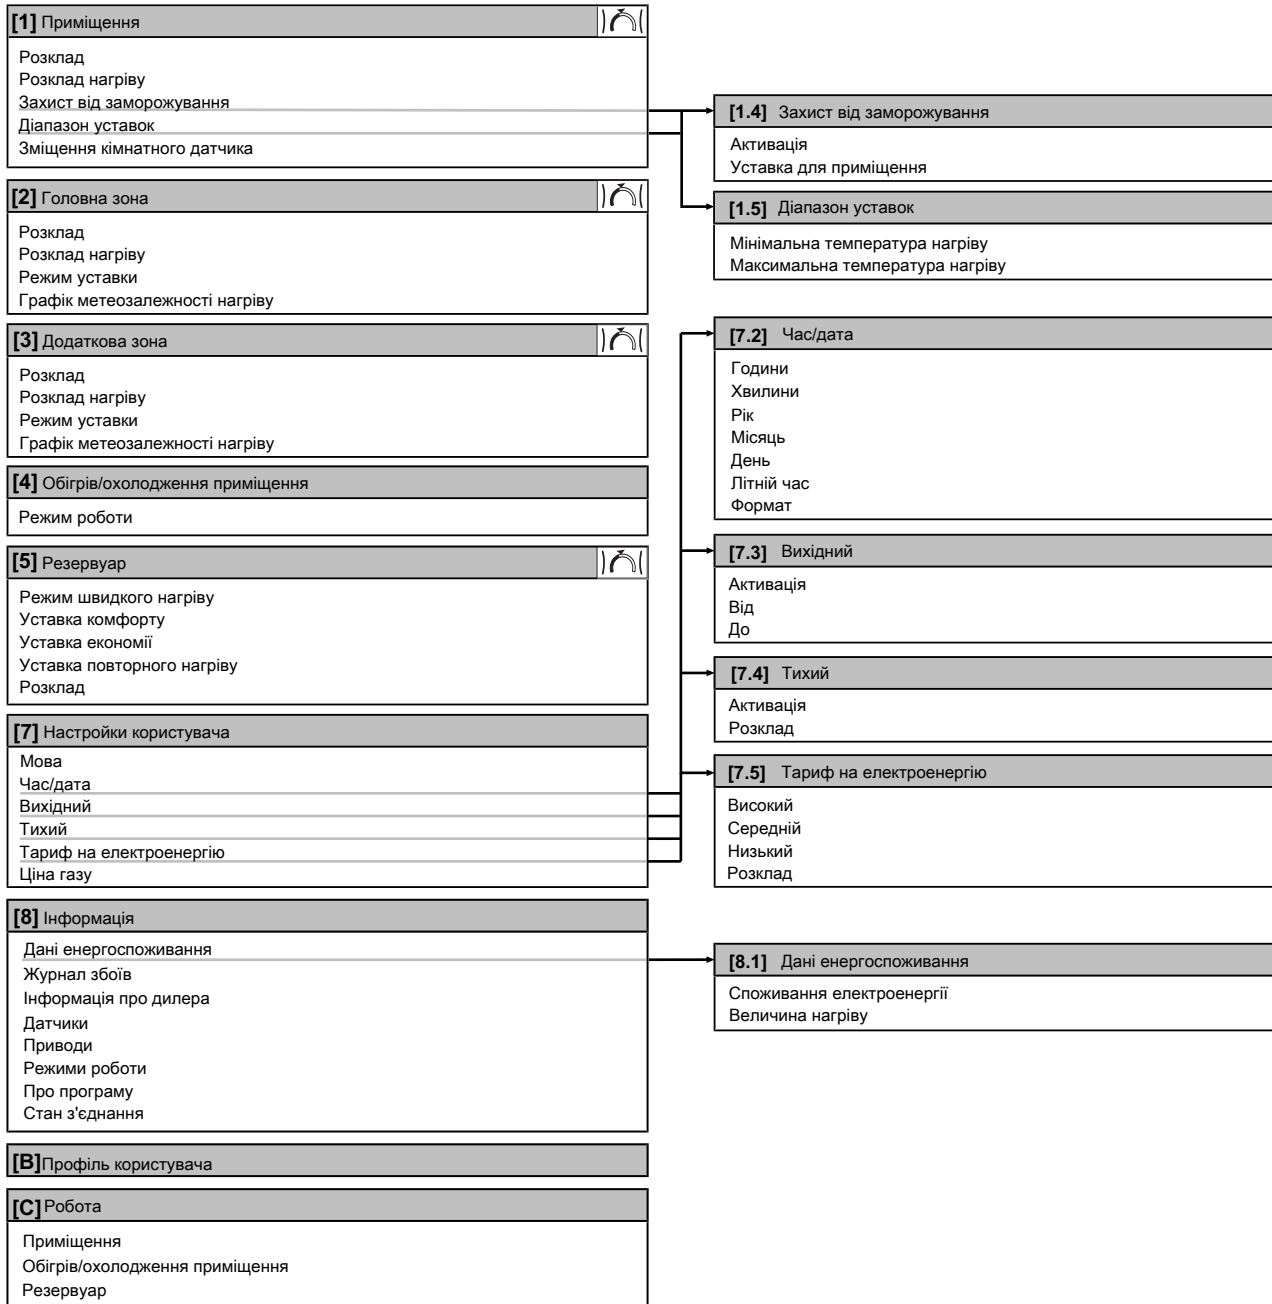 [1] Приміщення
Розклад
Розклад нагріву
Захист від заморожування
Діапазон уставок
Зміщення кімнатного датчика
[1.4] Захист від заморожування
Активація
Уставка для приміщення
[1.5] Діапазон уставок
Мінімальна температура нагріву
Максимальна температура нагріву
[2] Головна зона
Розклад
Розклад нагріву
Режим уставки
Графік метеозалежності нагріву
[3] Додаткова зона
Розклад
Розклад нагріву
Режим уставки
Графік метеозалежності нагріву
[4] Обігрів/охолодження приміщення
Режим роботи
[5] Резервуар
Режим швидкого нагріву
Уставка комфорту
Уставка економії
Уставка повторного нагріву
Розклад
[7] Настройки користувача
Мова
Час/дата
Вихідний
Тихий
Тариф на електроенергію
Ціна газу
[7.2] Час/дата
Години
Хвилини
Рік
Місяць
День
Літній час
Формат
[7.3] Вихідний
Активація
Від
До
[7.4] Тихий
Активація
Розклад
[7.5] Тариф на електроенергію
Високий
Середній
Низький
Розклад
[8] Інформація
Дані енергоспоживання
Журнал збоїв
Інформація про дилера
Датчики
Приводи
Режими роботи
Про програму
Стан з'єднання
[8.1] Дані енергоспоживання
Споживання електроенергії
Величина нагріву
[B] Профіль користувача
[C] Робота
Приміщення
Обігрів/охолодження приміщення
Резервуар